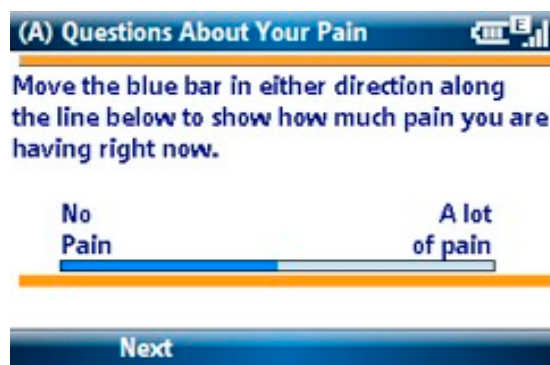 (A) Questions About Your Pain
E
Move the blue bar in either direction along
the line below to show how much pain you are
having right now.
No A lot
Pain of pain
Next